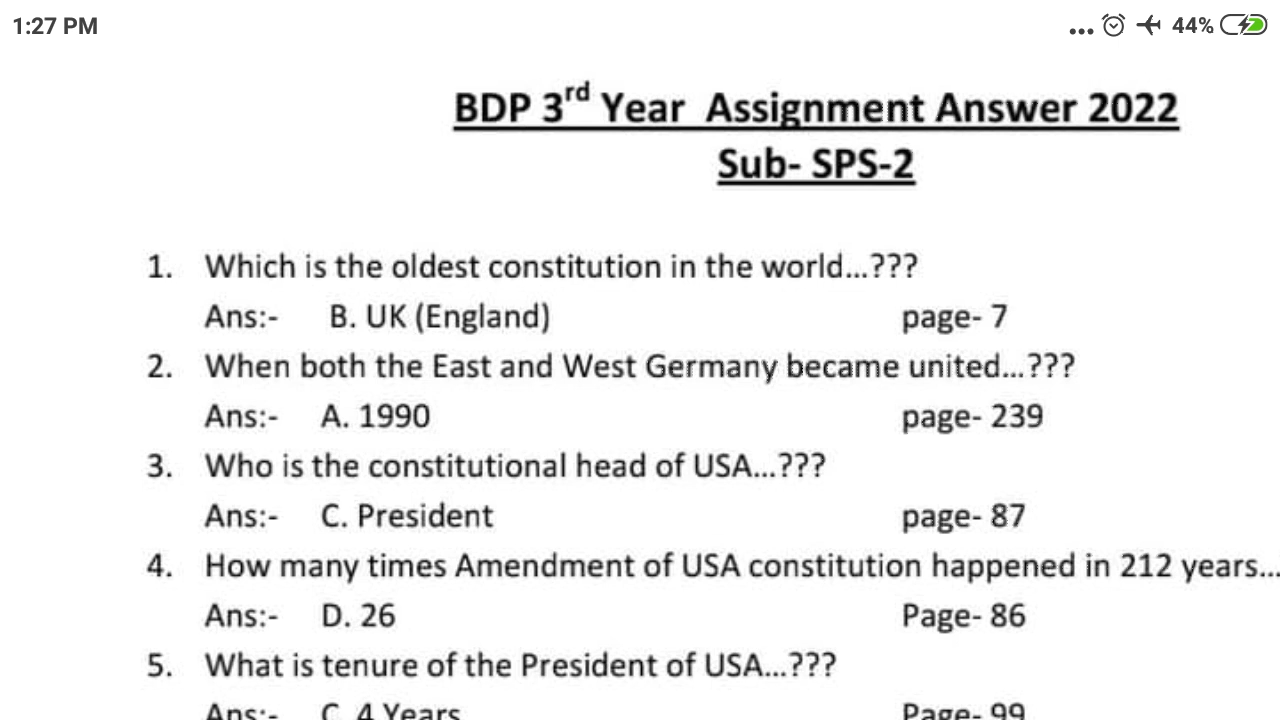 1:27 PM ... 44%
BDP 3rd Year Assignment Answer 2022
Sub- SPS-2
1. Which is the oldest constitution in the world...???
Ans:- B. UK (England) page- 7
2. When both the East and West Germany became united...???
Ans:- A. 1990 page- 239
3. Who is the constitutional head of USA...???
Ans:- C. President page- 87
4. How many times Amendment of USA constitution happened in 212 years...
Ans:- D. 26 Page- 86
5. What is tenure of the President of USA...???
Ans:- C. 4 Years Page- 99